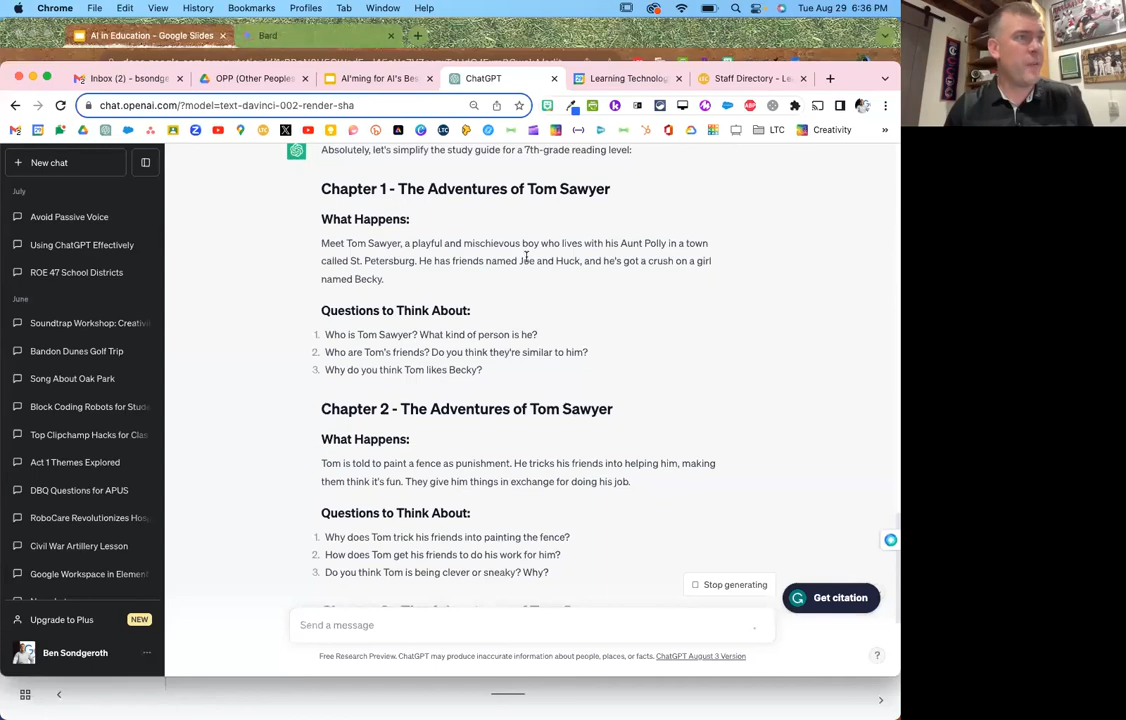 Chrome File Edit View History Bookmarks Profiles Tab Window Help Tue Aug 29 6:36 PM
AI in Education - Google Slides Bard
Inbox (2) - bsondge OPP (Other Peoples AI'ming for AI's Bes ChatGPT Learning Technolog Staff Directory - Le
chat.openai.com/?model=text-davinci-002-render-sha
LTC Creativity
New chat
July
Avoid Passive Voice
Using ChatGPT Effectively
ROE 47 School Districts
June
Soundtrap Workshop: Creativi
Bandon Dunes Golf Trip
Song About Oak Park
Block Coding Robots for Stude
Top Clipchamp Hacks for Clas
Act 1 Themes Explored
DBQ Questions for APUS
RoboCare Revolutionizes Hos
Civil War Artillery Lesson
Google Workspace in Element
Upgrade to Plus NEW
Ben Sondgeroth
Absolutely, let's simplify the study guide for a 7th-grade reading level:
Chapter 1 - The Adventures of Tom Sawyer
What Happens:
Meet Tom Sawyer, a playful and mischievous boy who lives with his Aunt Polly in a town
called St. Petersburg. He has friends named Joe and Huck, and he's got a crush on a girl
named Becky.
Questions to Think About:
1. Who is Tom Sawyer? What kind of person is he?
2. Who are Tom's friends? Do you think they're similar to him?
3. Why do you think Tom likes Becky?
Chapter 2 - The Adventures of Tom Sawyer
What Happens:
Tom is told to paint a fence as punishment. He tricks his friends into helping him, making
them think it's fun. They give him things in exchange for doing his job.
Questions to Think About:
1. Why does Tom trick his friends into painting the fence?
2. How does Tom get his friends to do his work for him?
3. Do you think Tom is being clever or sneaky? Why?
Stop generating
Get citation
Send a message
Free Research Preview. ChatGPT may produce inaccurate information about people, places, or facts. ChatGPT August 3 Version